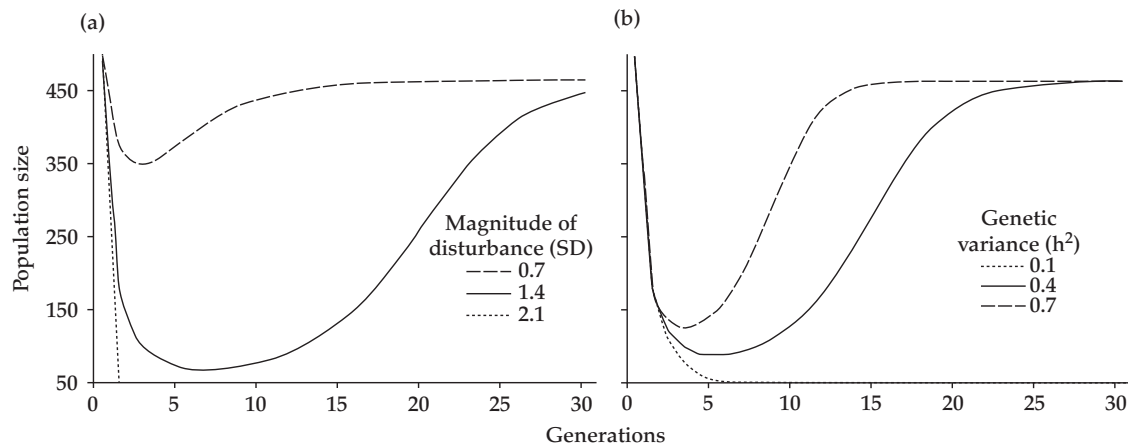 (a)
450
350
250
150
50
Population size
Magnitude of
disturbance (SD)
0.7
1.4
2.1
0 5 10 15 20 25 30
(b)
Genetic
variance (h²)
0.1
0.4
0.7
0 5 10 15 20 25 30
Generations